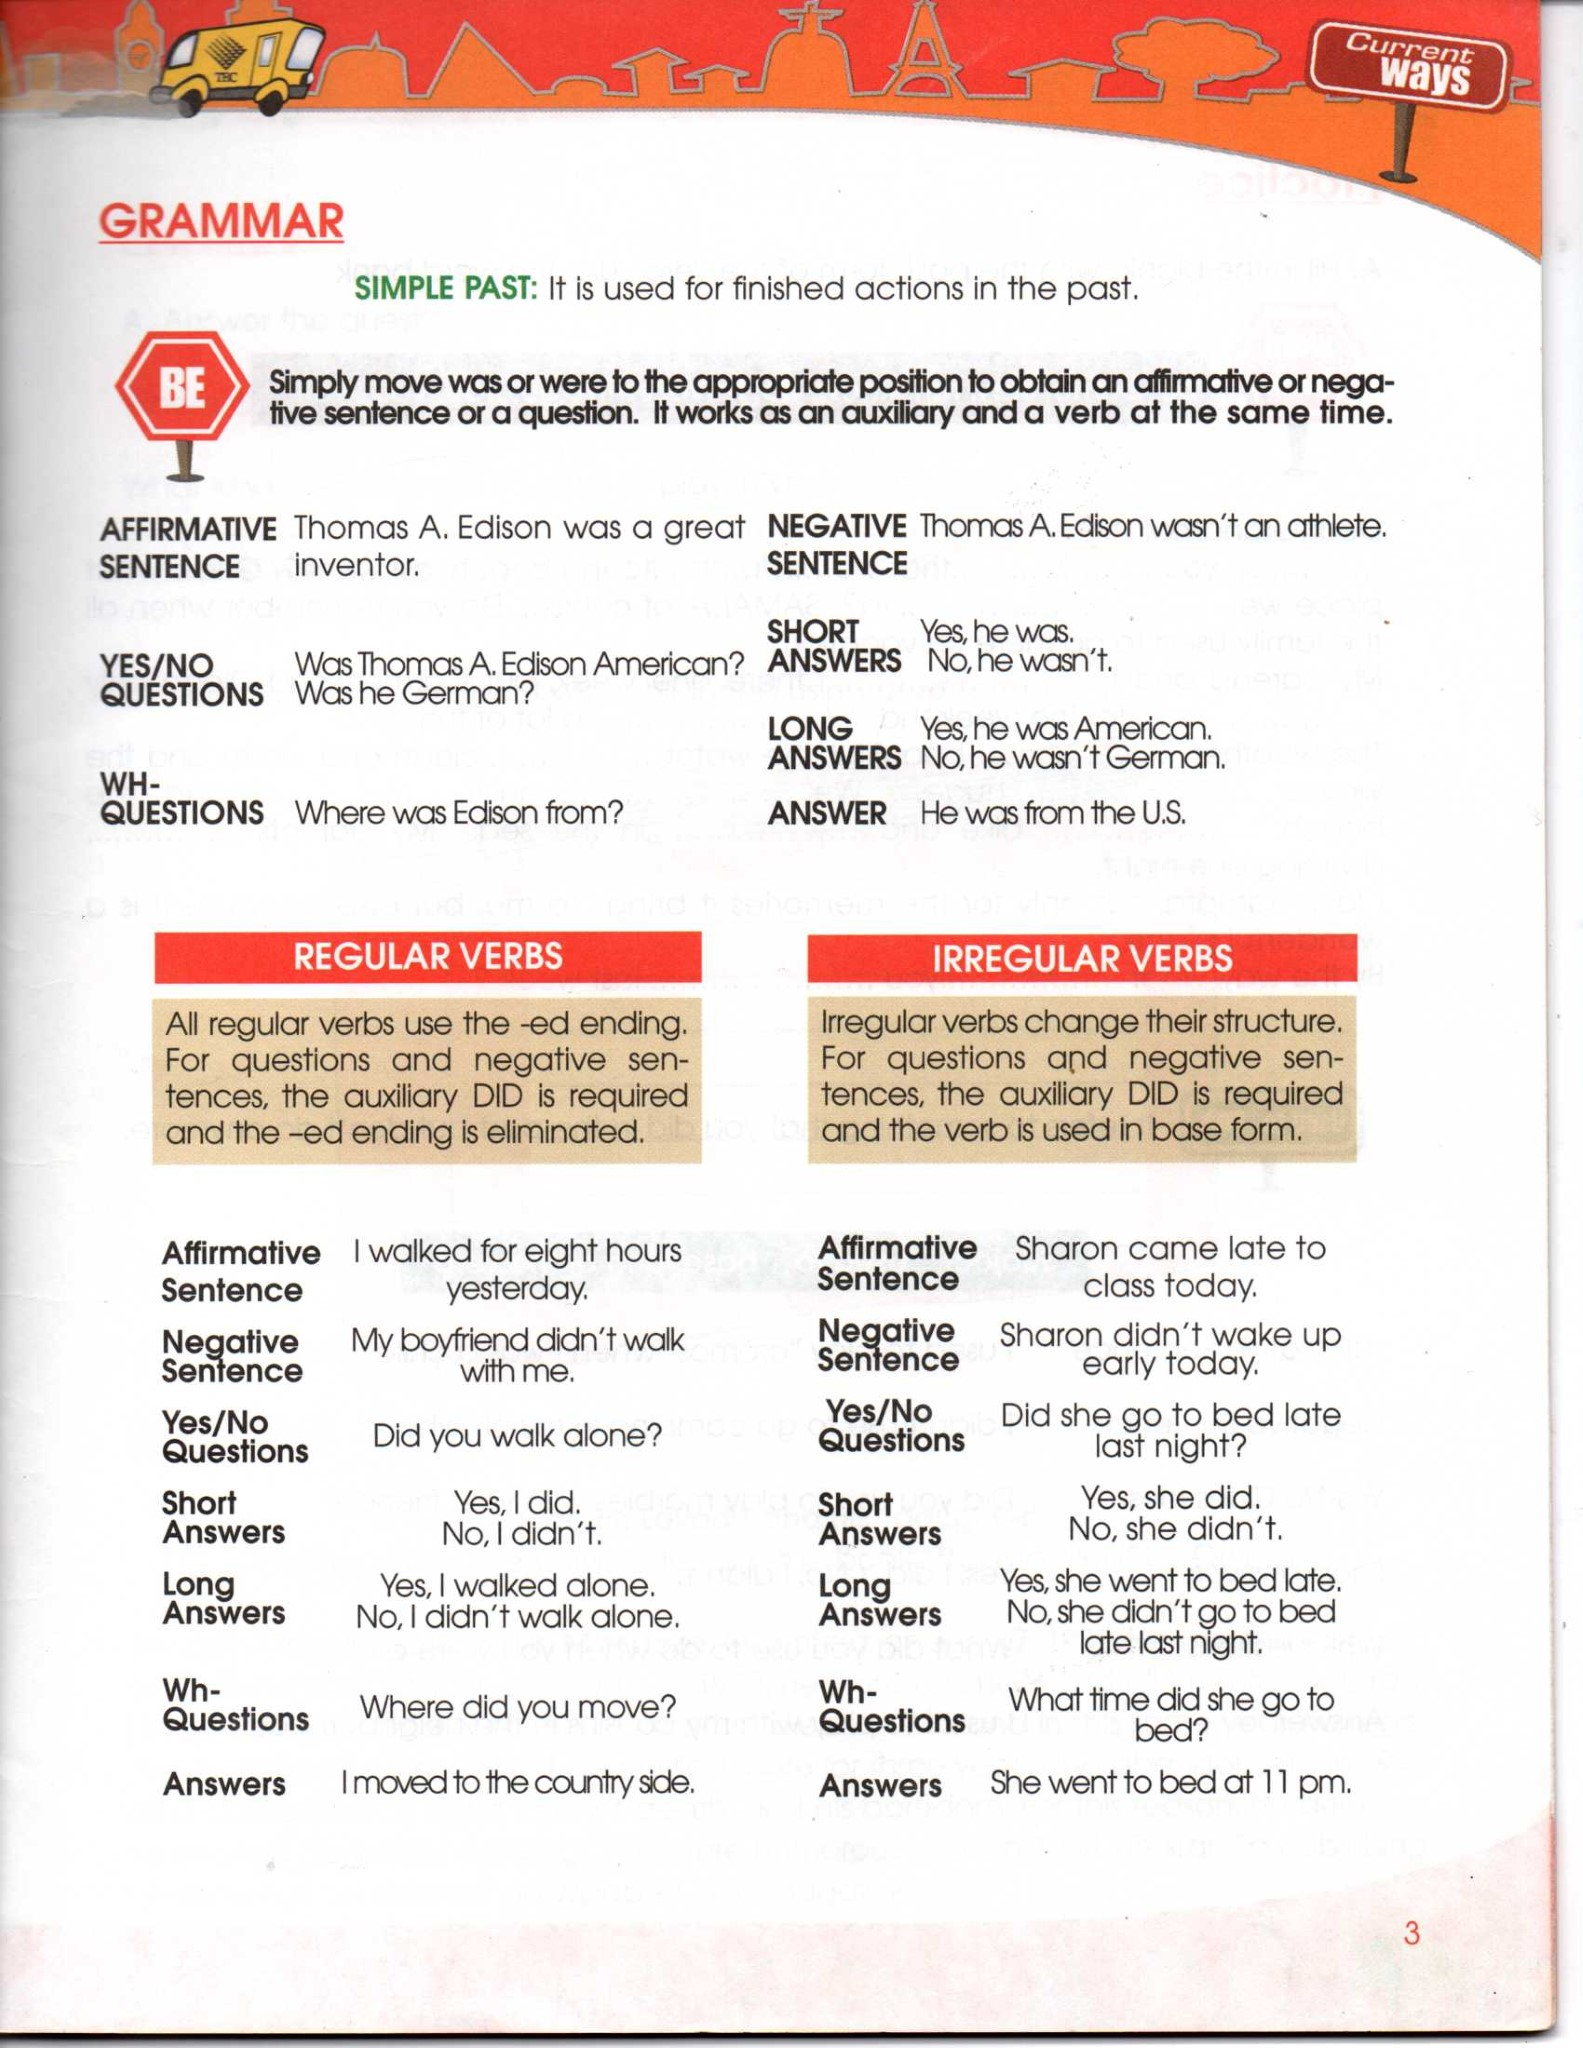 TBC
Current
Ways
GRAMMAR
SIMPLE PAST: It is used for finished actions in the past.
BE
Simply move was or were to the appropriate position to obtain an affirmative or nega-
tive sentence or a question. It works as an auxiliary and a verb at the same time.
AFFIRMATIVE Thomas A. Edison was a great
SENTENCE inventor.
NEGATIVE Thomas A. Edison wasn't an athlete.
SENTENCE
YES/NO Was Thomas A. Edison American?
QUESTIONS Was he German?
SHORT Yes, he was.
ANSWERS No, he wasn't.
LONG Yes, he was American.
ANSWERS No, he wasn't German.
WH-
QUESTIONS Where was Edison from?
ANSWER He was from the U.S.
REGULAR VERBS
All regular verbs use the -ed ending.
For questions and negative sen-
tences, the auxiliary DID is required
and the -ed ending is eliminated.
Affirmative I walked for eight hours
Sentence yesterday.
Negative My boyfriend didn't walk
Sentence with me.
Yes/No
Questions Did you walk alone?
Short Yes, I did.
Answers No, I didn't.
Long Yes, I walked alone.
Answers No, I didn't walk alone.
Wh-
Questions Where did you move?
Answers I moved to the country side.
IRREGULAR VERBS
Irregular verbs change their structure.
For questions and negative sen-
tences, the auxiliary DID is required
and the verb is used in base form.
Affirmative Sharon came late to
Sentence class today.
Negative Sharon didn't wake up
Sentence early today.
Yes/No Did she go to bed late
Questions last night?
Short Yes, she did.
Answers No, she didn't.
Long Yes, she went to bed late.
Answers No, she didn't go to bed
late last night.
Wh- What time did she go to
Questions bed?
Answers She went to bed at 11 pm.
3